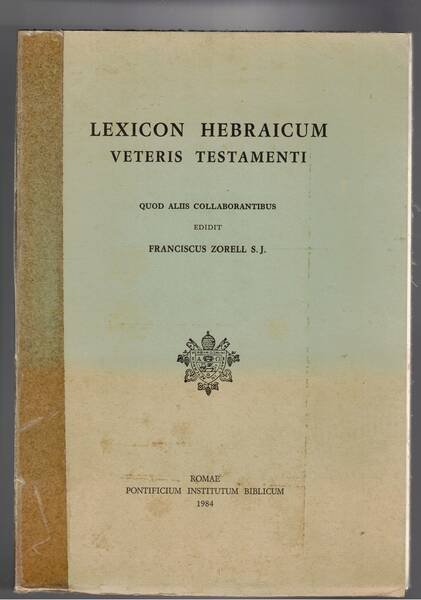 LEXICON HEBRAICUM
VETERIS TESTAMENTI
QUOD ALIIS COLLABORANTIBUS
EDIDIT
FRANCISCUS ZORELL S. J.
ROMAE
PONTIFICIUM INSTITUTUM BIBLICUM
1984